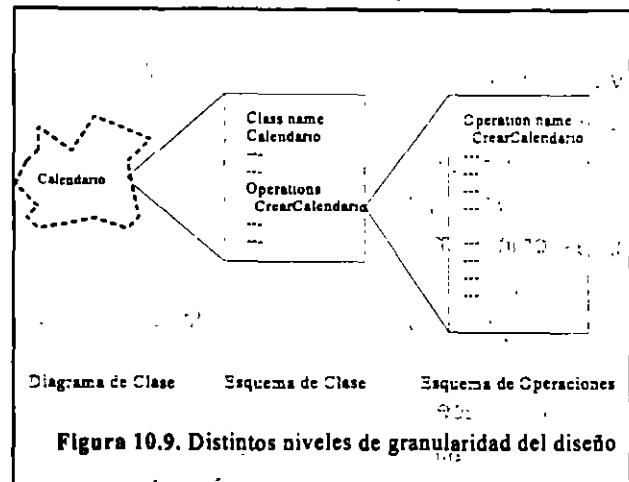 Calendario
Class name
Calendario
---
---
Operations
CrearCalendario
---
---
Operation name
CrearCalendario
---
---
---
---
---
---
---
---
Diagrama de Clase
Esquema de Clase
Esquema de Operaciones
Figura 10.9. Distintos niveles de granularidad del diseño